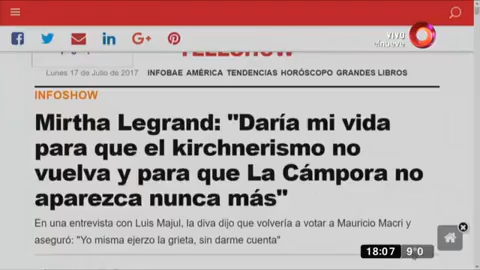 VIVO
elnueve
TELESHOW
Lunes 17 de Julio de 2017
INFOBAE AMÉRICA TENDENCIAS HORÓSCOPO GRANDES LIBROS
INFOSHOW
Mirtha Legrand: "Daría mi vida
para que el kirchnerismo no
vuelva y para que La Cámpora no
aparezca nunca más"
En una entrevista con Luis Majul, la diva dijo que volvería a votar a Mauricio Macri y
aseguró: "Yo misma ejerzo la grieta, sin darme cuenta"
18:07 9°0